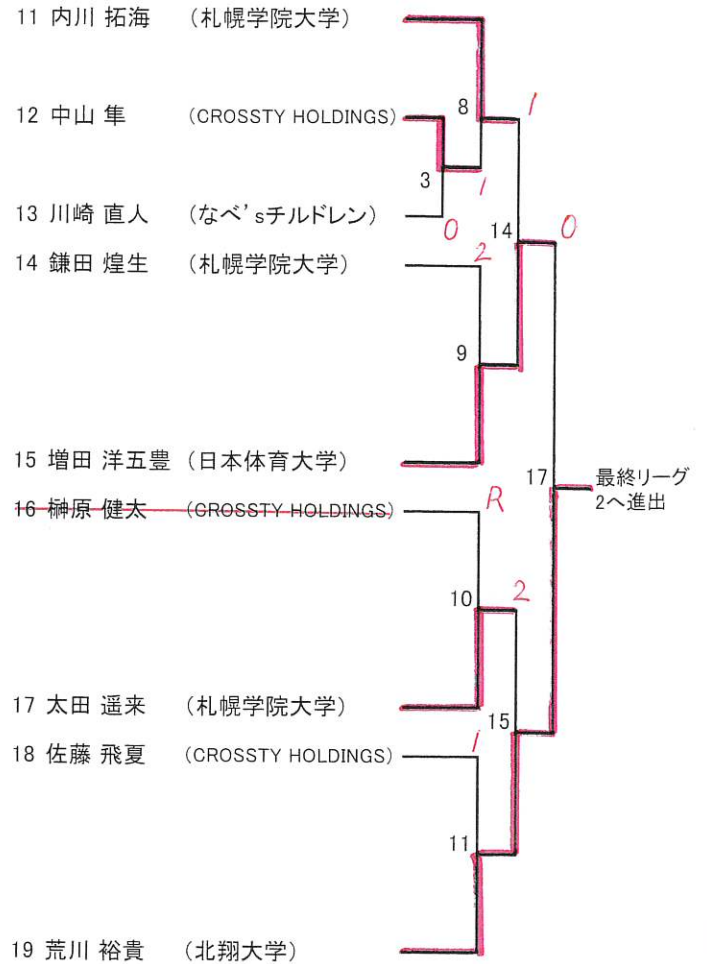 11 内川 拓海 (札幌学院大学)
12 中山 隼 (CROSSTY HOLDINGS)
8
1
3
1
13 川崎 直人 (なべ'sチルドレン)
0
14
0
14 鎌田 煌生 (札幌学院大学)
2
9
15 増田 洋五豊 (日本体育大学)
17
最終リーグ
2へ進出
16 榊原 健太 (CROSSTY HOLDINGS)
R
10
2
17 太田 遥来 (札幌学院大学)
15
18 佐藤 飛夏 (CROSSTY HOLDINGS)
1
11
19 荒川 裕貴 (北翔大学)